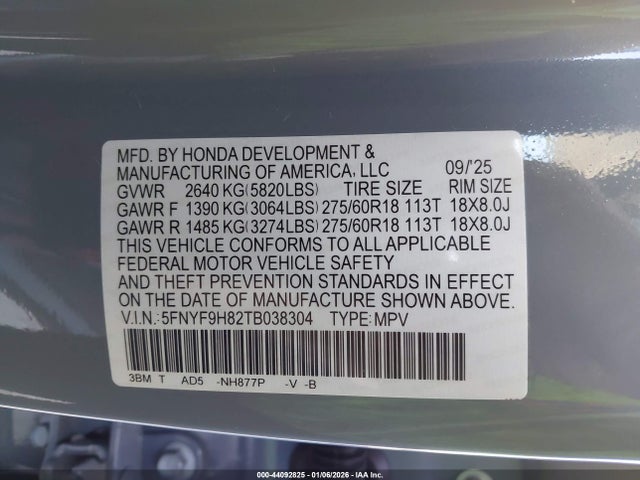 MFD. BY HONDA DEVELOPMENT &
MANUFACTURING OF AMERICA, LLC 09/'25
GVWR 2640 KG(5820LBS) TIRE SIZE RIM SIZE
GAWR F 1390 KG(3064LBS) 275/60R18 113T 18X8.0J
GAWR R 1485 KG(3274LBS) 275/60R18 113T 18X8.0J
THIS VEHICLE CONFORMS TO ALL APPLICABLE
FEDERAL MOTOR VEHICLE SAFETY
AND THEFT PREVENTION STANDARDS IN EFFECT
ON THE DATE OF MANUFACTURE SHOWN ABOVE.
V.I.N.:5FNYF9H82TB038304 TYPE:MPV
3BM T AD5 -NH877P -V -B
000-44092825 | 01/06/2026 - © IAA Inc.